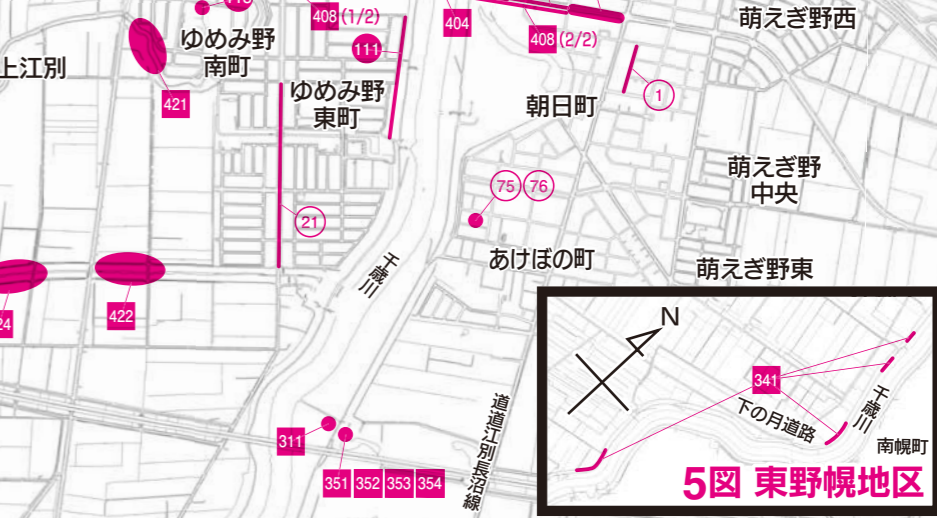 408 (1/2)
404
408 (2/2)
萌えぎ野西
ゆめみ野
南町
111
上江別
421
ゆめみ野
東町
朝日町
1
萌えぎ野
中央
75 76
21
あけぼの町
千歳川
萌えぎ野東
24
422
N
341
下の月道路
千歳川
南幌町
道道江別長沼線
311
351 352 353 354
5図 東野幌地区